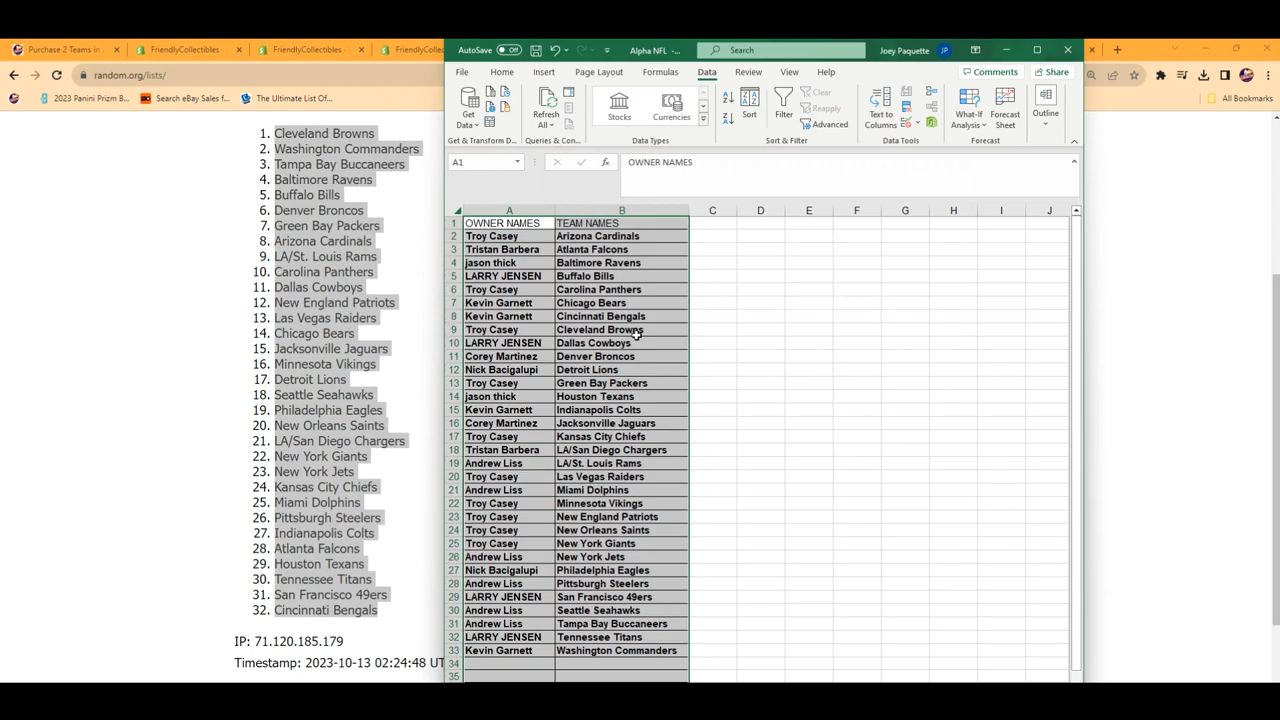 Purchase 2 Teams in
FriendlyCollectibles
FriendlyCollectibles
FriendlyCollec
random.org/lists/
2023 Panini Prizm B...
Search eBay Sales f...
The Ultimate List Of...
All Bookmarks
1. Cleveland Browns
2. Washington Commanders
3. Tampa Bay Buccaneers
4. Baltimore Ravens
5. Buffalo Bills
6. Denver Broncos
7. Green Bay Packers
8. Arizona Cardinals
9. LA/St. Louis Rams
10. Carolina Panthers
11. Dallas Cowboys
12. New England Patriots
13. Las Vegas Raiders
14. Chicago Bears
15. Jacksonville Jaguars
16. Minnesota Vikings
17. Detroit Lions
18. Seattle Seahawks
19. Philadelphia Eagles
20. New Orleans Saints
21. LA/San Diego Chargers
22. New York Giants
23. New York Jets
24. Kansas City Chiefs
25. Miami Dolphins
26. Pittsburgh Steelers
27. Indianapolis Colts
28. Atlanta Falcons
29. Houston Texans
30. Tennessee Titans
31. San Francisco 49ers
32. Cincinnati Bengals
IP: 71.120.185.179
Timestamp: 2023-10-13 02:24:48 UT
AutoSave Off Alpha NFL -... Search Joey Paquette JP
File Home Insert Page Layout Formulas Data Review View Help Comments Share
Get Data Refresh All Stocks Currencies Sort Filter Clear Reapply Advanced Text to Columns What-If Analysis Forecast Sheet Outline
Get & Transform D... Queries & Con... Data Types Sort & Filter Data Tools Forecast
A1 fx OWNER NAMES
A B C D E F G H I J
1 OWNER NAMES TEAM NAMES
2 Troy Casey Arizona Cardinals
3 Tristan Barbera Atlanta Falcons
4 jason thick Baltimore Ravens
5 LARRY JENSEN Buffalo Bills
6 Troy Casey Carolina Panthers
7 Kevin Garnett Chicago Bears
8 Kevin Garnett Cincinnati Bengals
9 Troy Casey Cleveland Browns
10 LARRY JENSEN Dallas Cowboys
11 Corey Martinez Denver Broncos
12 Nick Bacigalupi Detroit Lions
13 Troy Casey Green Bay Packers
14 jason thick Houston Texans
15 Kevin Garnett Indianapolis Colts
16 Corey Martinez Jacksonville Jaguars
17 Troy Casey Kansas City Chiefs
18 Tristan Barbera LA/San Diego Chargers
19 Andrew Liss LA/St. Louis Rams
20 Troy Casey Las Vegas Raiders
21 Andrew Liss Miami Dolphins
22 Troy Casey Minnesota Vikings
23 Troy Casey New England Patriots
24 Troy Casey New Orleans Saints
25 Troy Casey New York Giants
26 Andrew Liss New York Jets
27 Nick Bacigalupi Philadelphia Eagles
28 Andrew Liss Pittsburgh Steelers
29 LARRY JENSEN San Francisco 49ers
30 Andrew Liss Seattle Seahawks
31 Andrew Liss Tampa Bay Buccaneers
32 LARRY JENSEN Tennessee Titans
33 Kevin Garnett Washington Commanders
34
35